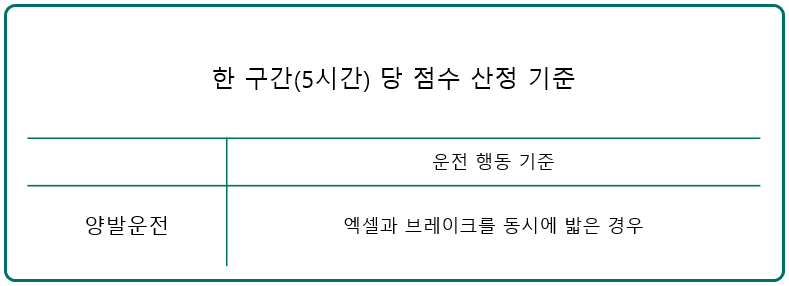 한 구간(5시간) 당 점수 산정 기준
운전 행동 기준
양발운전
엑셀과 브레이크를 동시에 밟은 경우